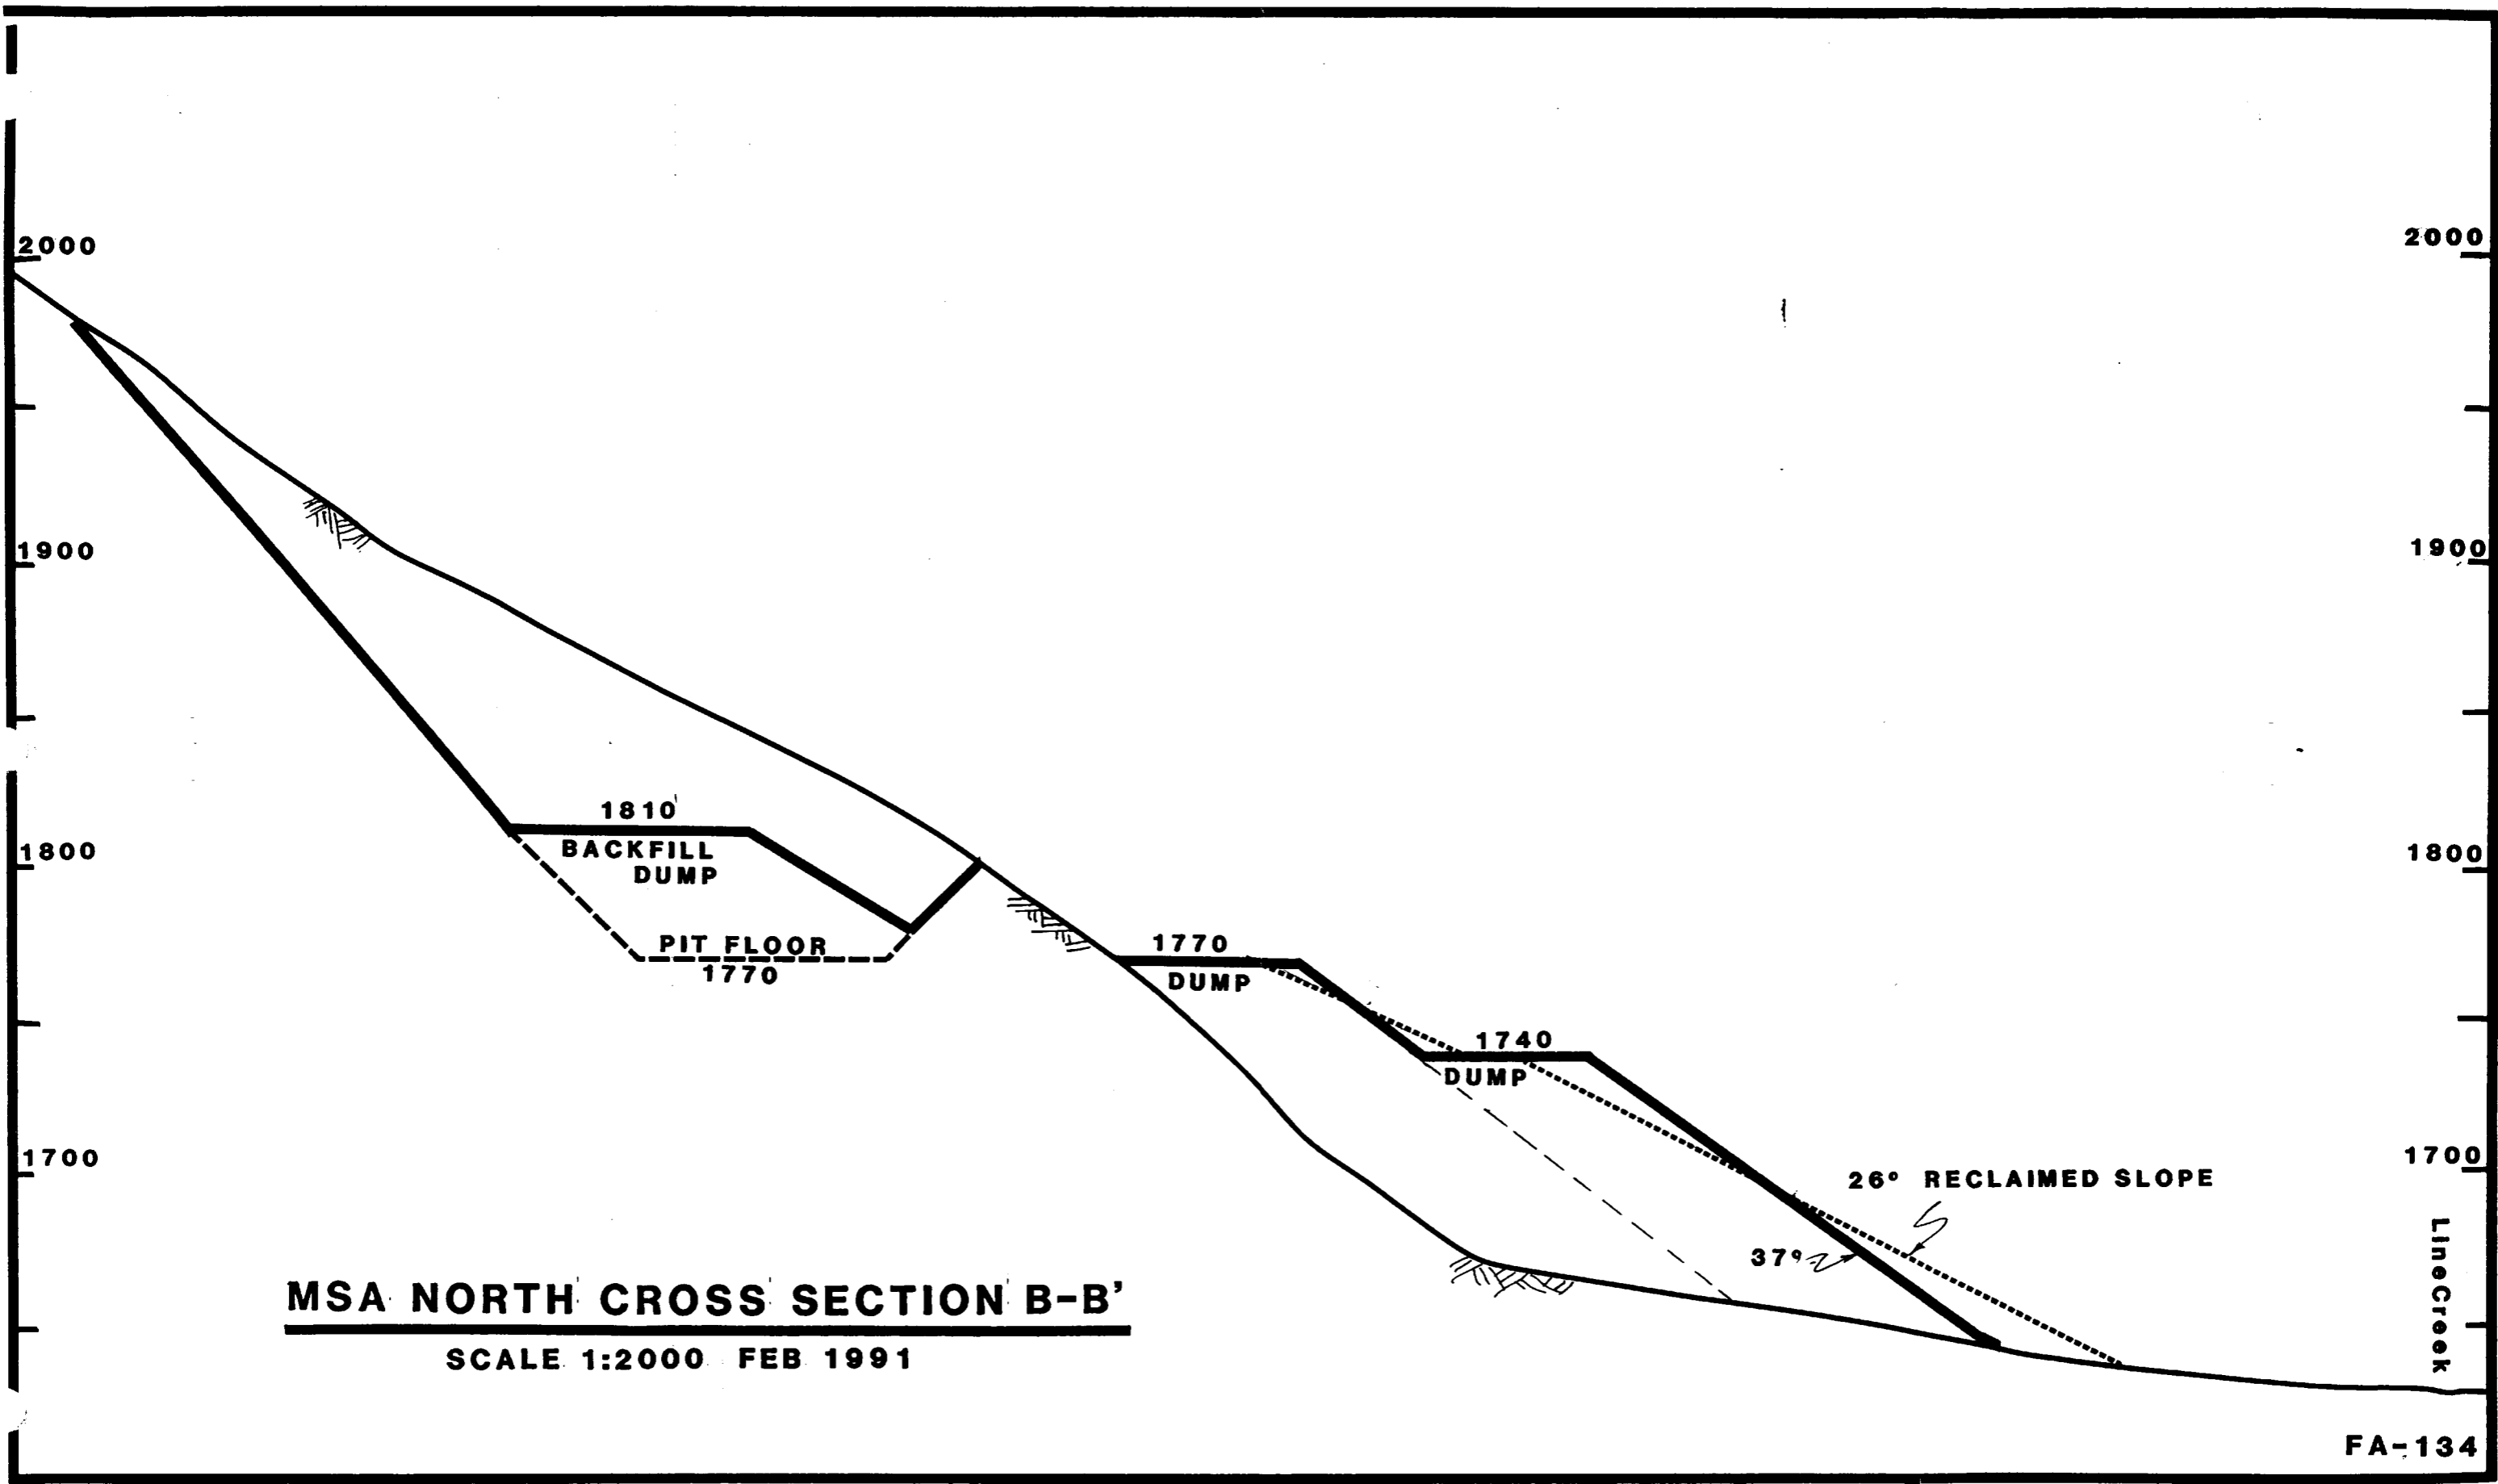 2000
2000
1900
1900
1810
BACKFILL
DUMP
1800
1800
PIT FLOOR
1770
1770
DUMP
1740
DUMP
1700
1700
26° RECLAIMED SLOPE
37°
LineCreek
MSA NORTH CROSS SECTION B-B'
SCALE 1:2000 FEB 1991
FA-134